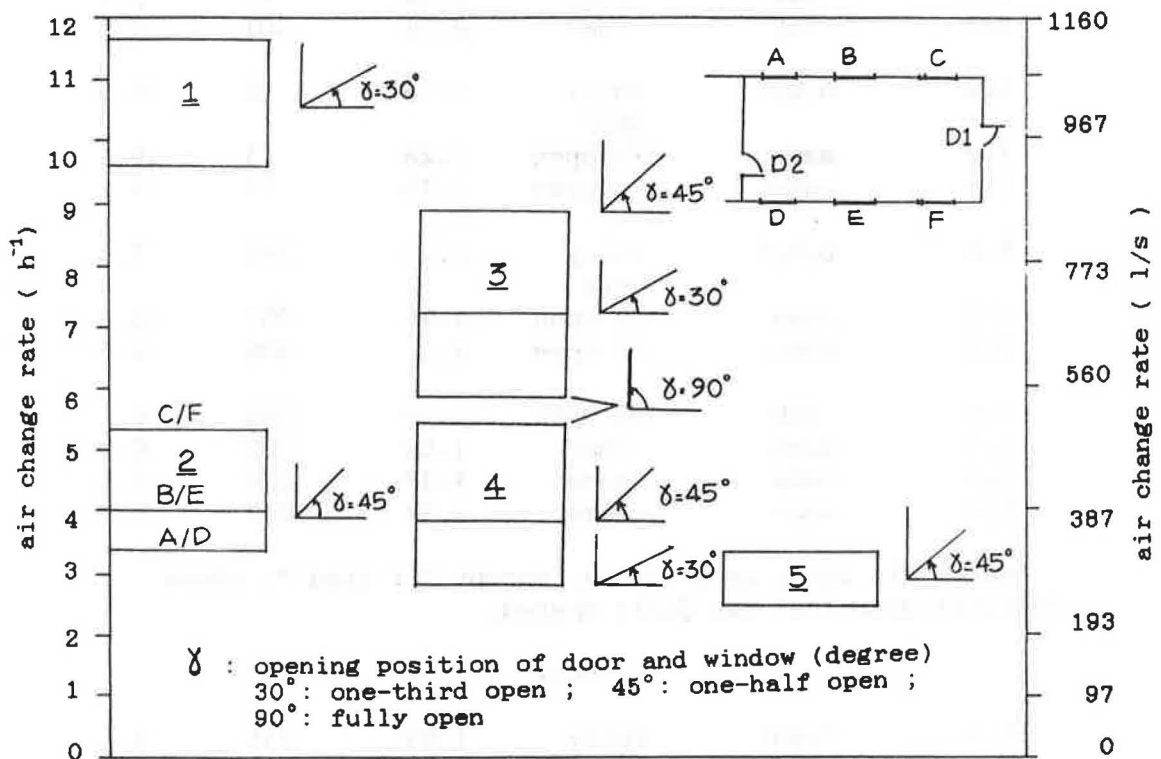 air change rate ( h⁻¹)
12
11
10
9
8
7
6
5
4
3
2
1
0
1
γ=30°
C/F
2
B/E
A/D
γ=45°
3
γ=45°
γ=30°
γ=90°
4
γ=45°
γ=30°
5
γ=45°
A B C
D1
D2
D E F
γ : opening position of door and window (degree)
30°: one-third open ; 45°: one-half open ;
90°: fully open
1160
967
773
560
387
193
97
0
air change rate ( l/s )